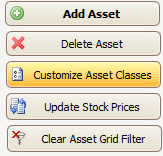 Add Asset
Delete Asset
Customize Asset Classes
Update Stock Prices
Clear Asset Grid Filter